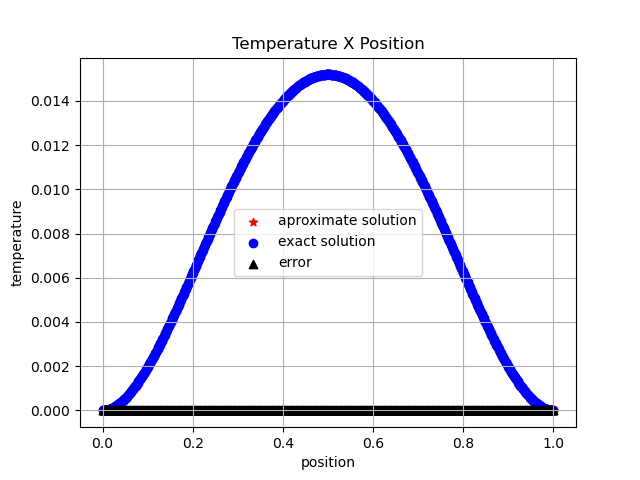 Temperature X Position
0.014
0.012
0.010
0.008
0.006
0.004
0.002
0.000
temperature
aproximate solution
exact solution
error
0.0 0.2 0.4 0.6 0.8 1.0
position